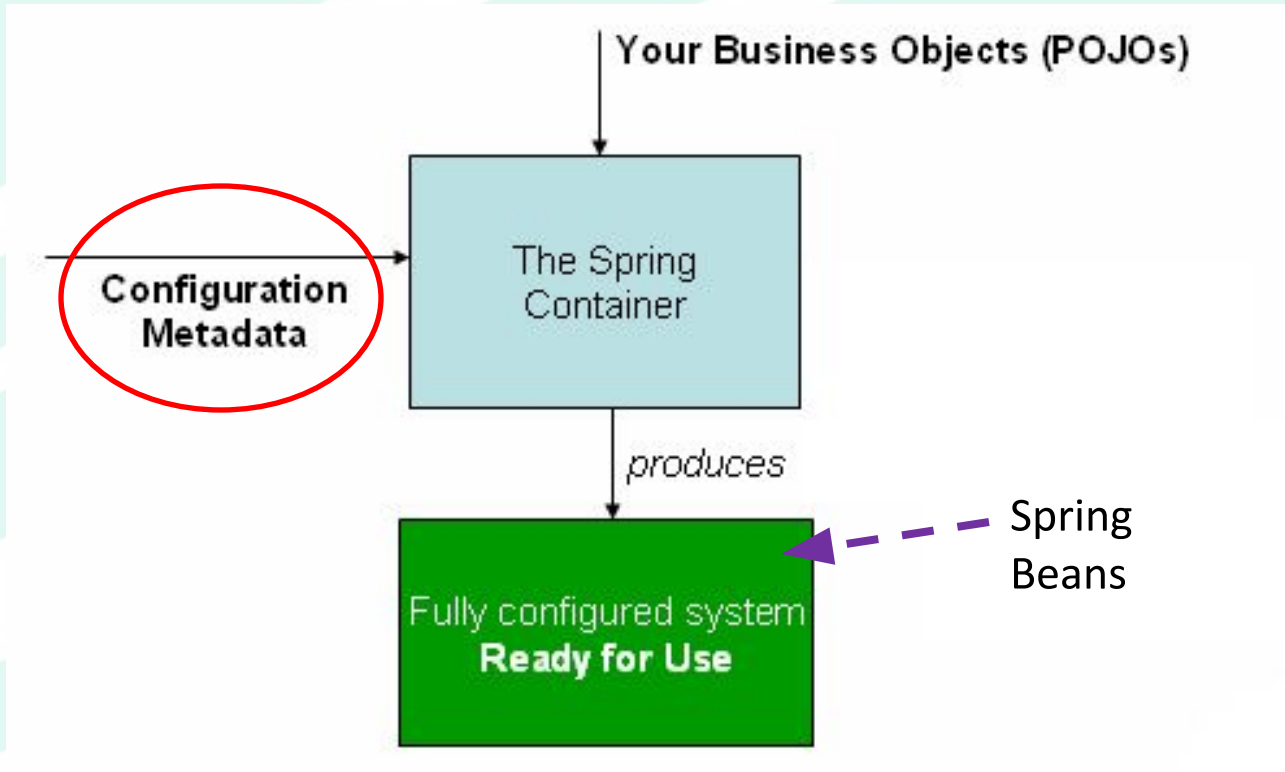 Your Business Objects (POJOs)
Configuration
Metadata
The Spring
Container
produces
Spring
Beans
Fully configured system
Ready for Use